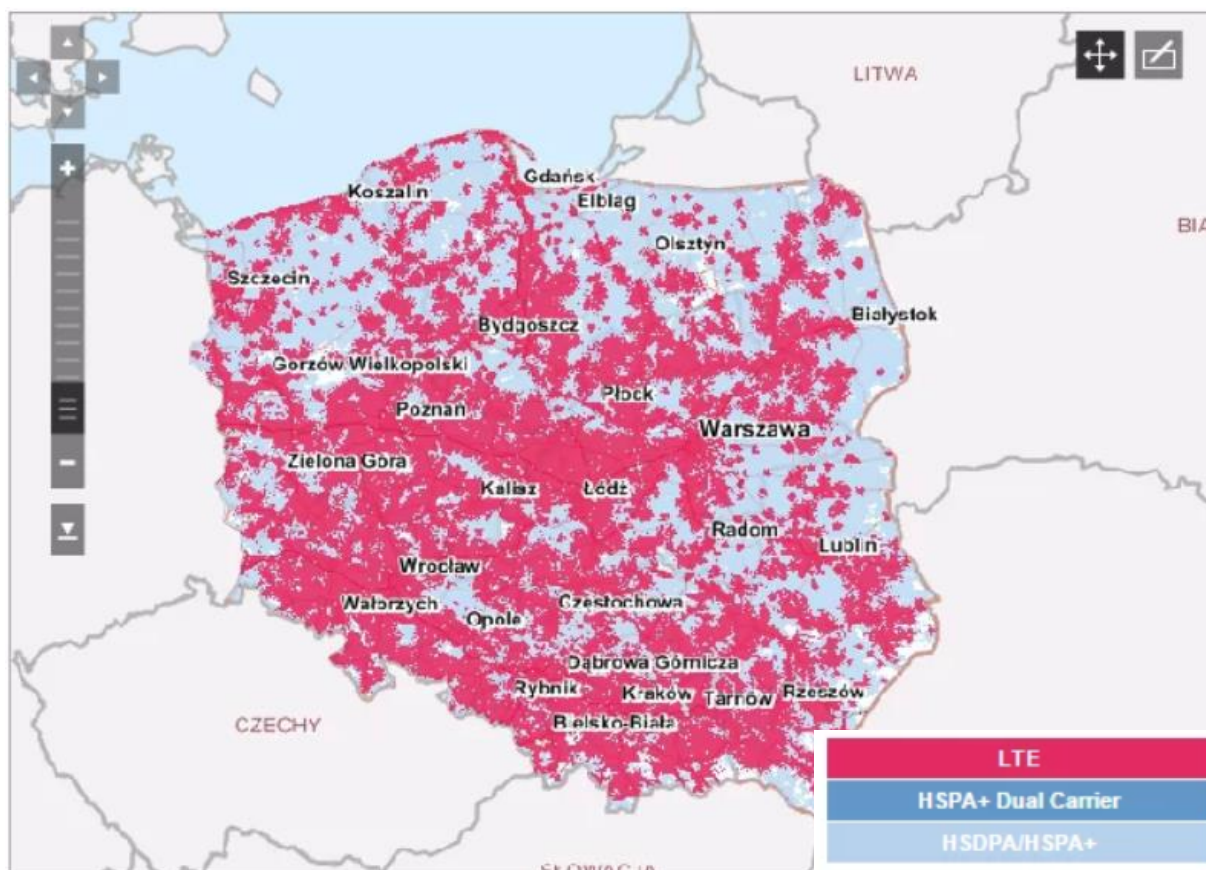 LITWA
BIA
Gdańsk
Koszalin
Elbląg
Olsztyn
Szczecin
Białystok
Bydgoszcz
Gorzów Wielkopolski
Płock
Poznań
Warszawa
Zielona Góra
Kalisz
Łódź
Radom
Lublin
Wrocław
Wałbrzych
Częstochowa
Opole
Dąbrowa Górnicza
Rybnik
Kraków
Tarnów
Rzeszów
Bielsko-Biała
CZECHY
LTE
HSPA+ Dual Carrier
HSDPA/HSPA+
SŁOWACJA